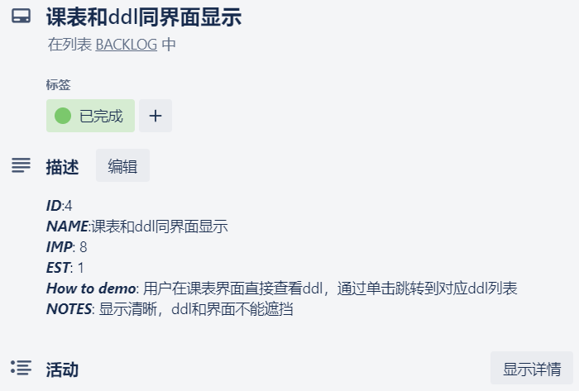 课表和ddl同界面显示
在列表 BACKLOG 中
标签
已完成 +
描述 编辑
ID:4
NAME:课表和ddl同界面显示
IMP: 8
EST: 1
How to demo: 用户在课表界面直接查看ddl，通过单击跳转到对应ddl列表
NOTES: 显示清晰，ddl和界面不能遮挡
活动 显示详情